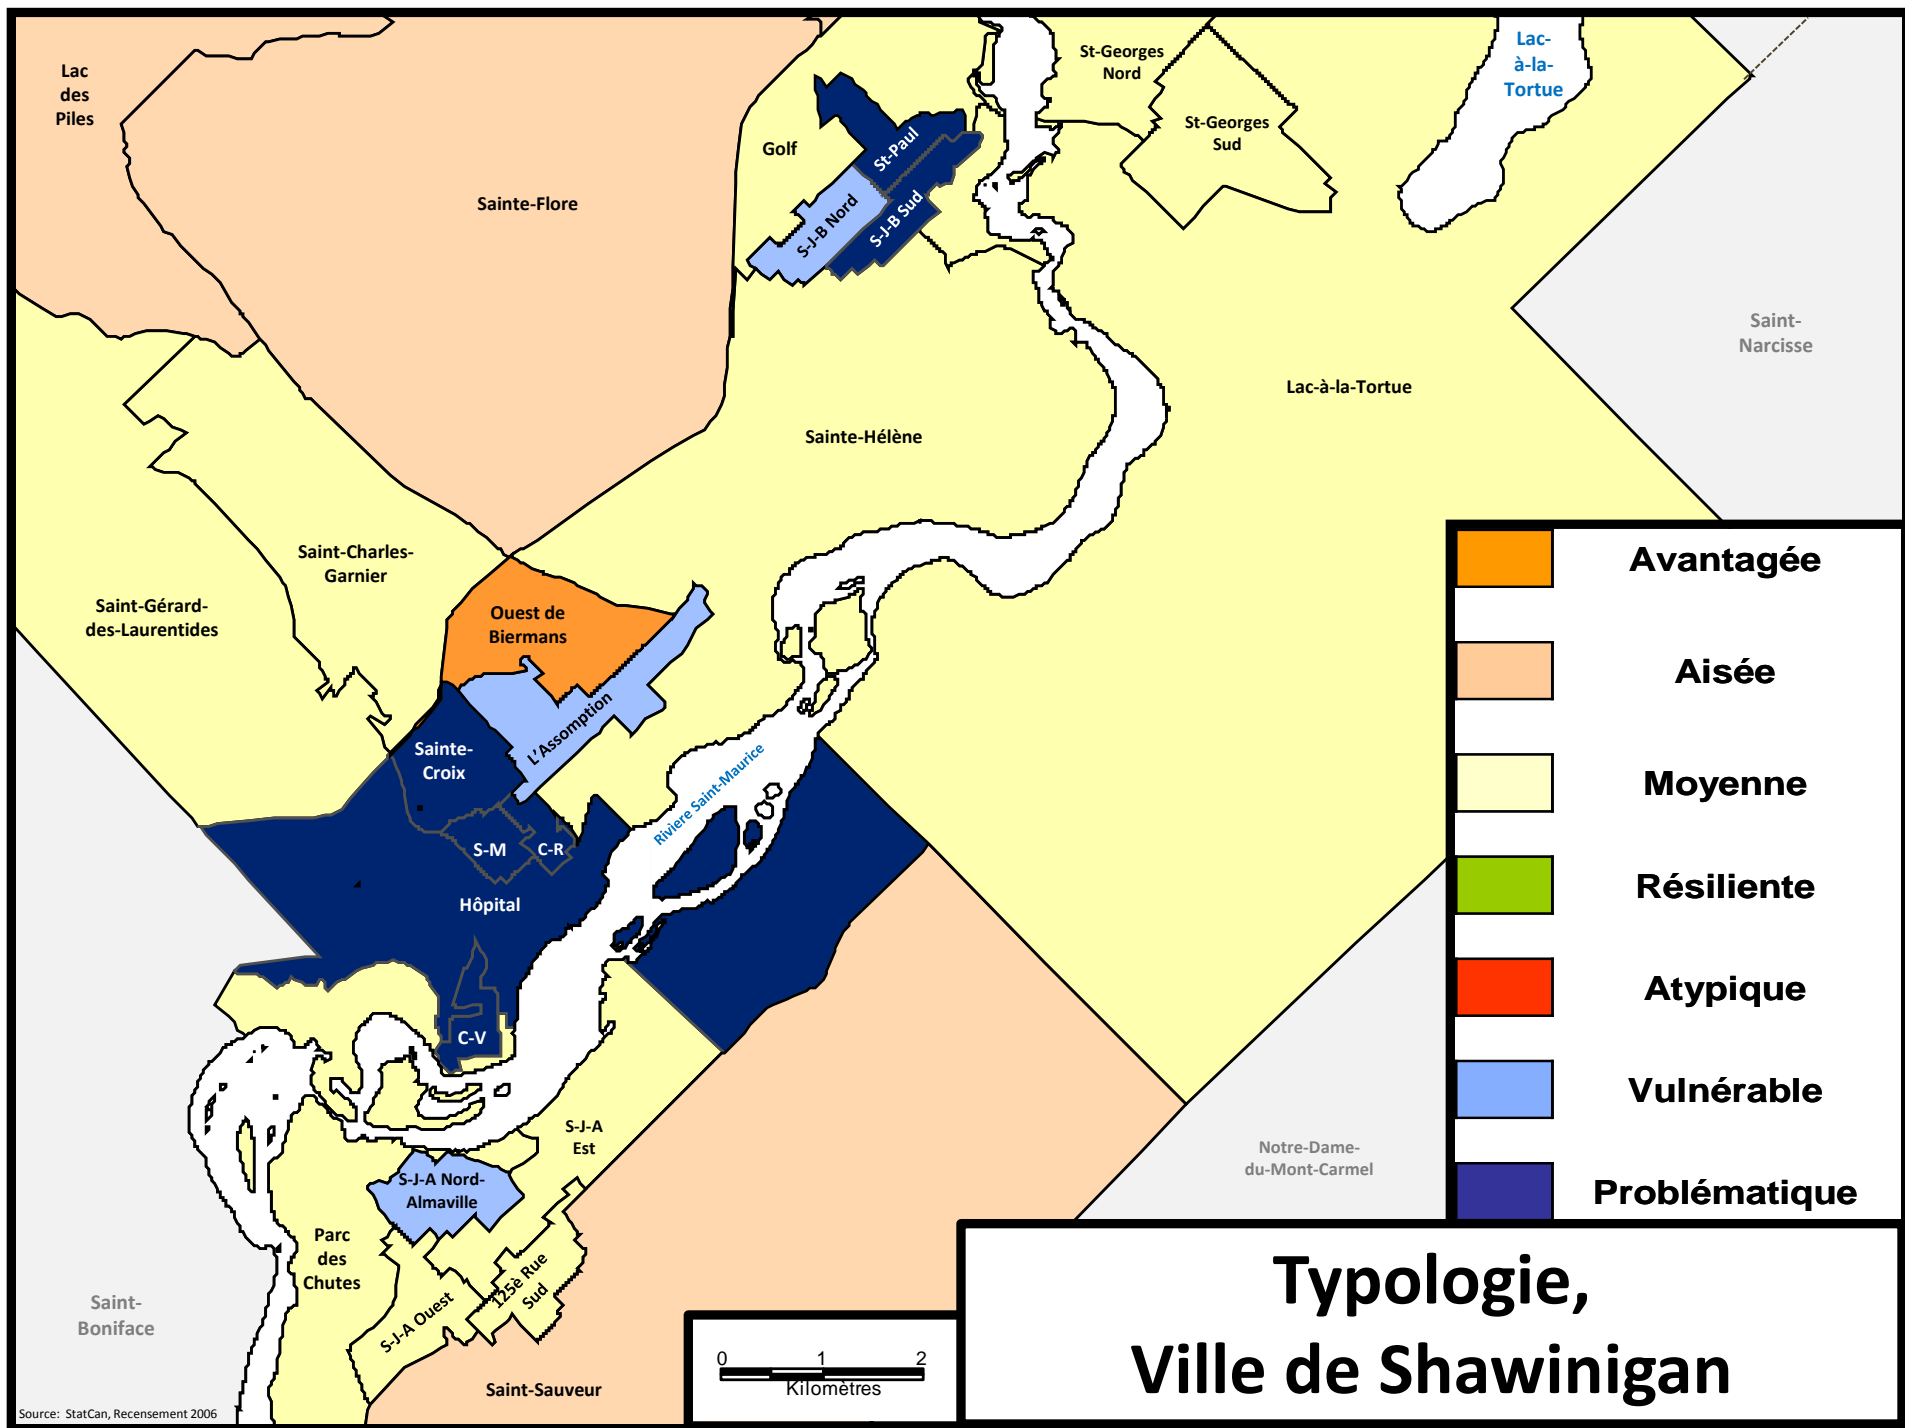 Lac
des
Piles
Sainte-Flore
Golf
St-Paul
S-J-B Nord
S-J-B Sud
St-Georges
Nord
St-Georges
Sud
Lac-
à-la-
Tortue
Saint-
Narcisse
Lac-à-la-Tortue
Sainte-Hélène
Saint-Charles-
Garnier
Saint-Gérard-
des-Laurentides
Ouest de
Biermans
L'Assomption
Sainte-
Croix
S-M
C-R
Hôpital
C-V
Rivière Saint-Maurice
S-J-A
Est
S-J-A Nord-
Almaville
Parc
des
Chutes
S-J-A Ouest
125è Rue
Sud
Saint-Sauveur
Saint-
Boniface
Notre-Dame-
du-Mont-Carmel
Avantagée
Aisée
Moyenne
Résiliente
Atypique
Vulnérable
Problématique
0 1 2
Kilomètres
Typologie,
Ville de Shawinigan
Source: StatCan, Recensement 2006